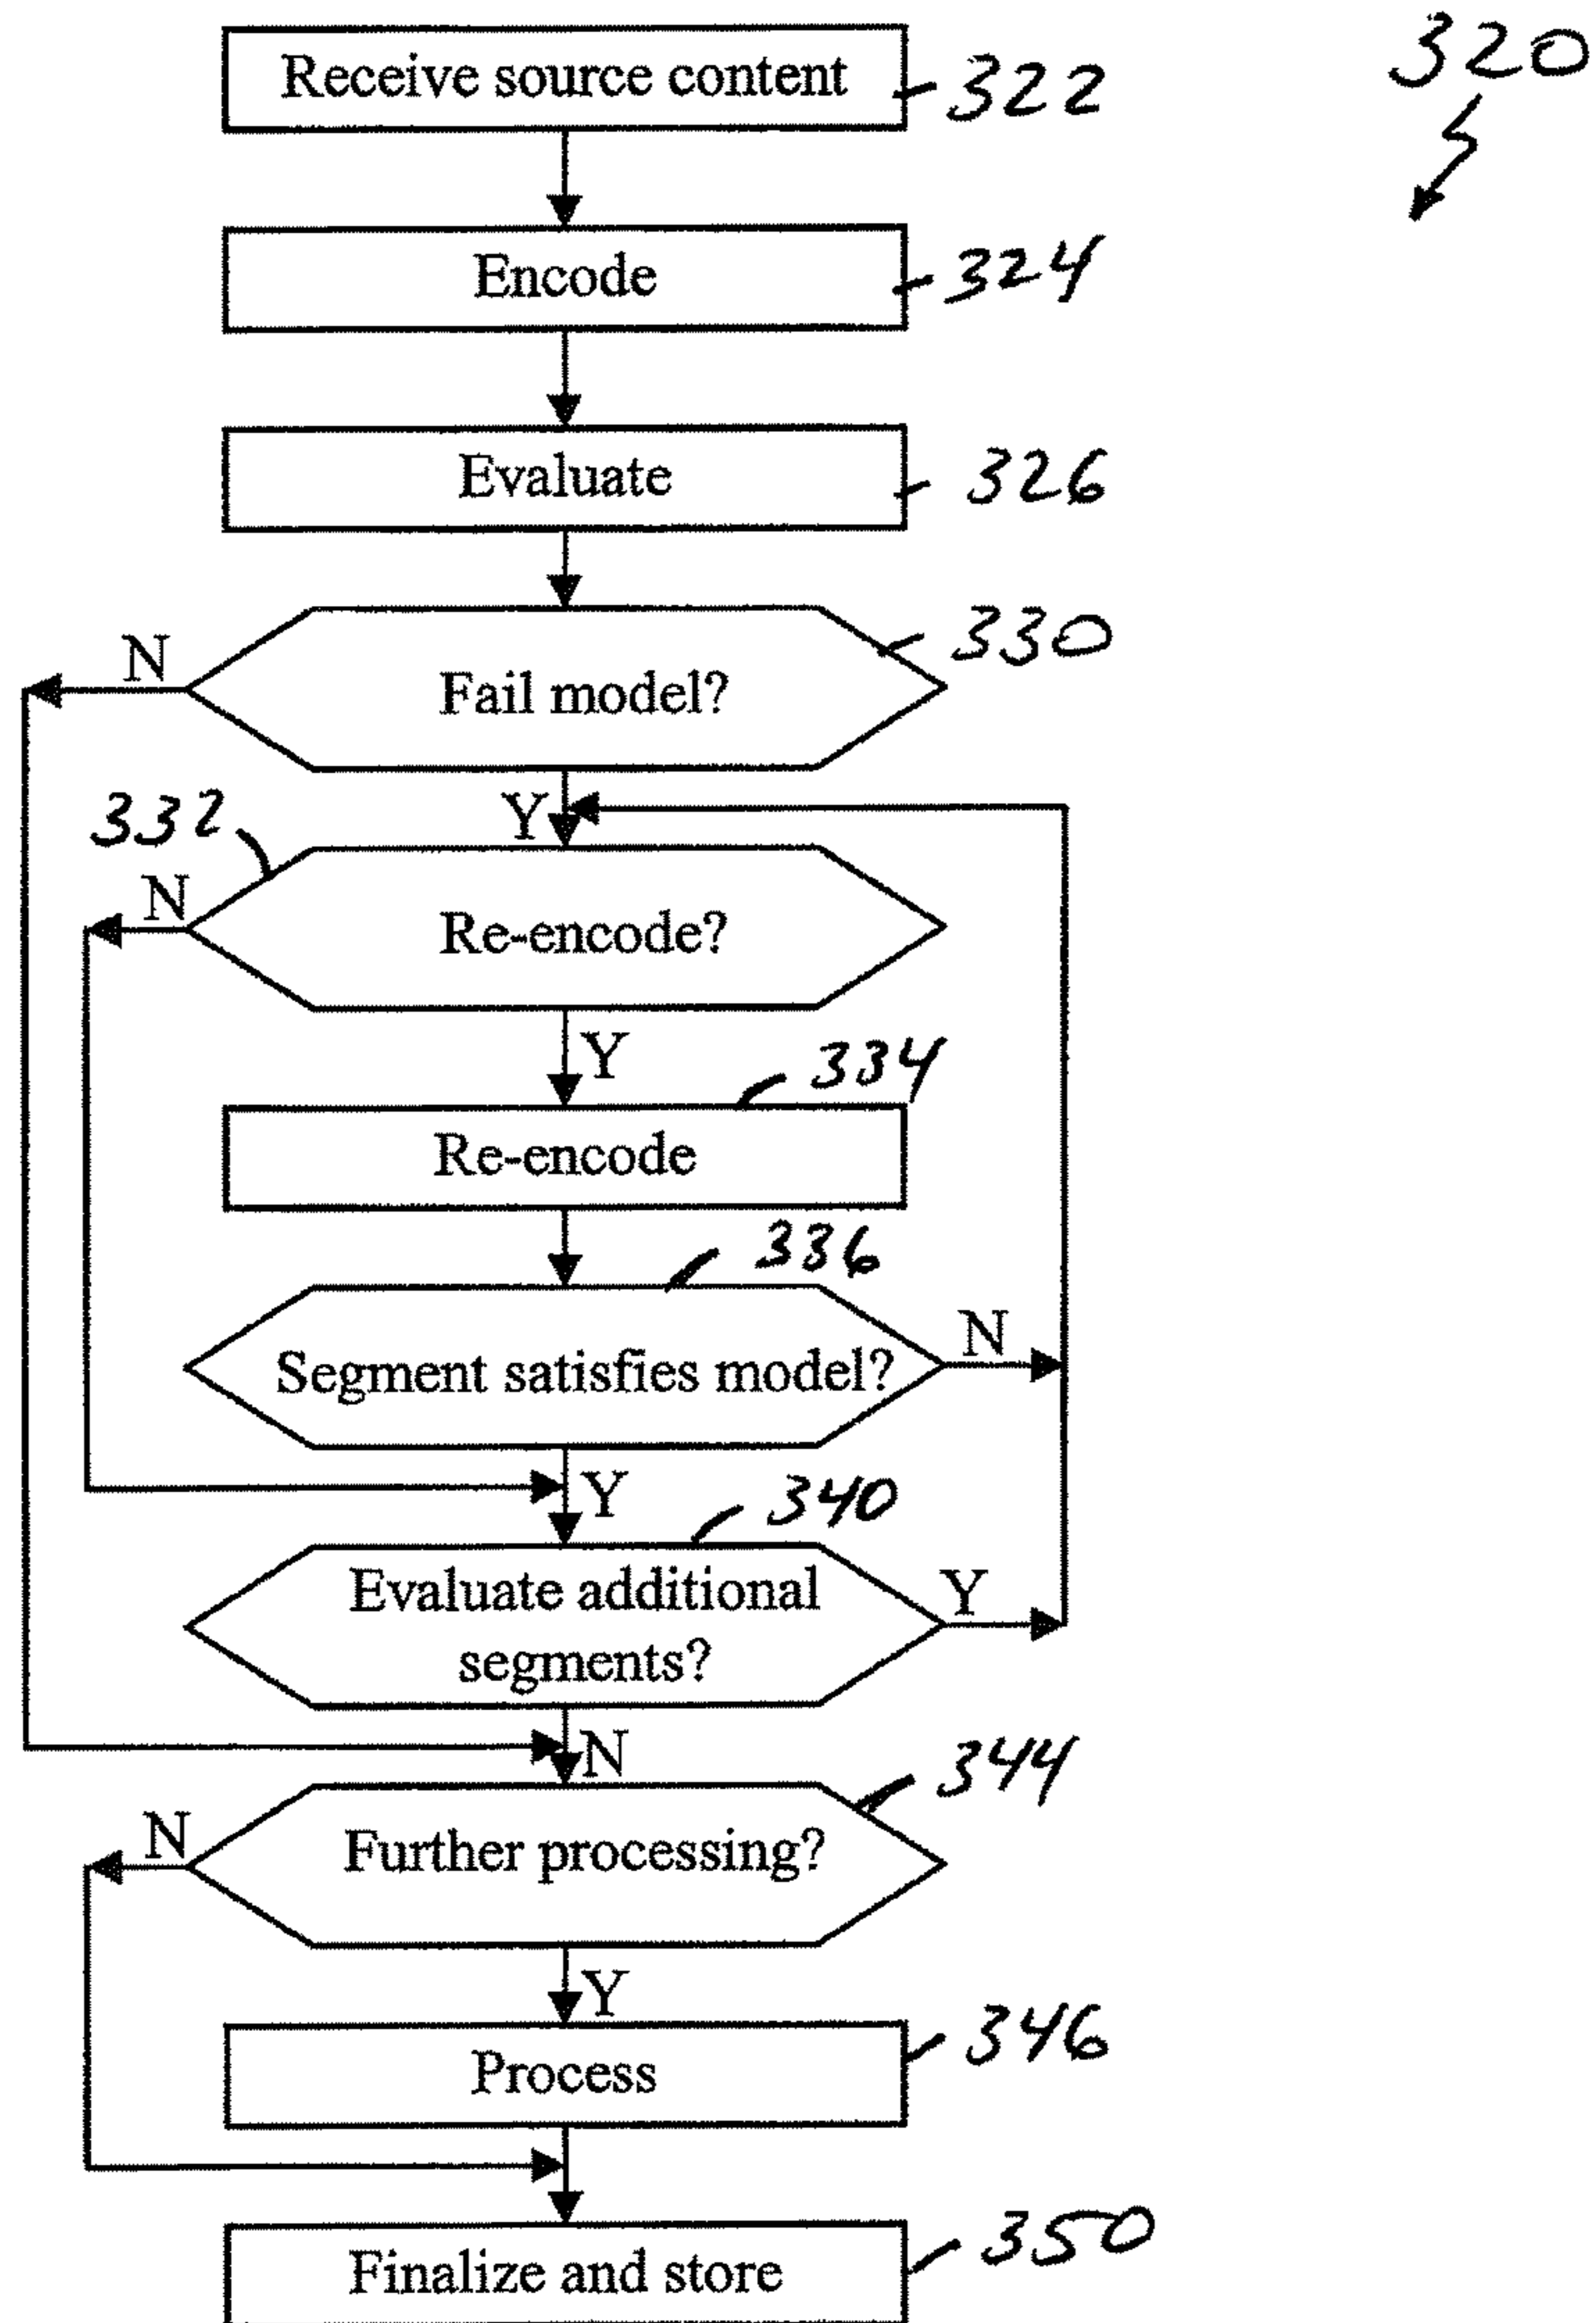 320
Receive source content
322
Encode
324
Evaluate
326
330
N
Fail model?
Y
332
N
Re-encode?
Y
334
Re-encode
336
Segment satisfies model?
N
Y
340
Evaluate additional
segments?
Y
N
344
N
Further processing?
Y
346
Process
350
Finalize and store